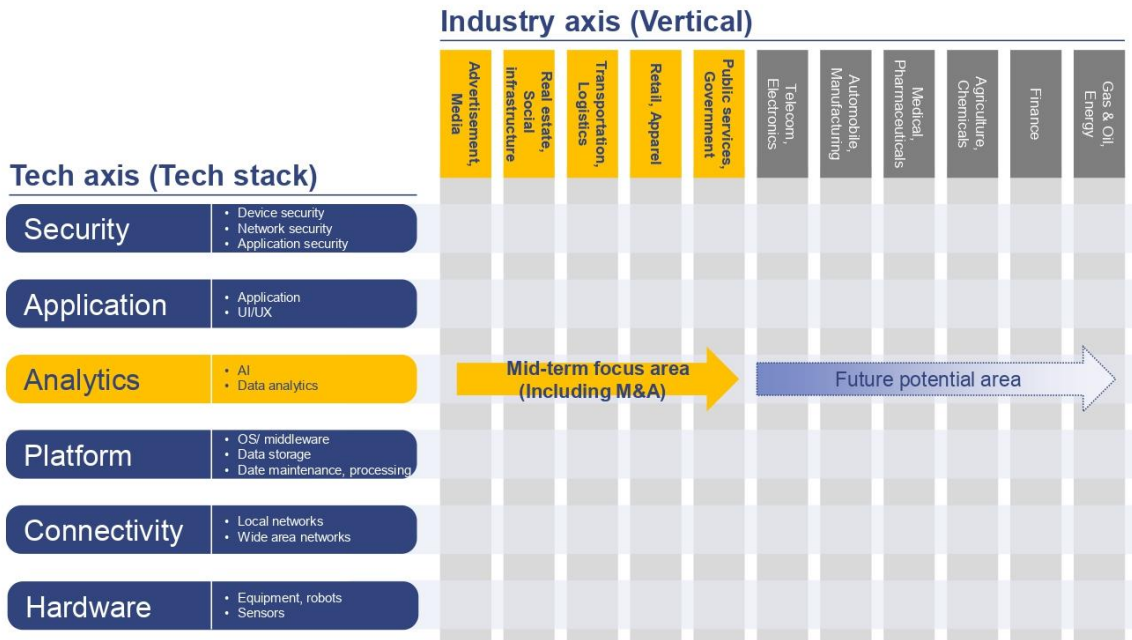 Industry axis (Vertical)
Advertisement,
Media
Real estate,
Social
infrastructure
Transportation,
Logistics
Retail, Apparel
Public services,
Government
Telecom,
Electronics
Automobile,
Manufacturing
Medical,
Pharmaceuticals
Agriculture,
Chemicals
Finance
Gas & Oil,
Energy
Tech axis (Tech stack)
Security
• Device security
• Network security
• Application security
Application
• Application
• UI/UX
Analytics
• AI
• Data analytics
Mid-term focus area
(Including M&A)
Future potential area
Platform
• OS/ middleware
• Data storage
• Date maintenance, processing
Connectivity
• Local networks
• Wide area networks
Hardware
• Equipment, robots
• Sensors